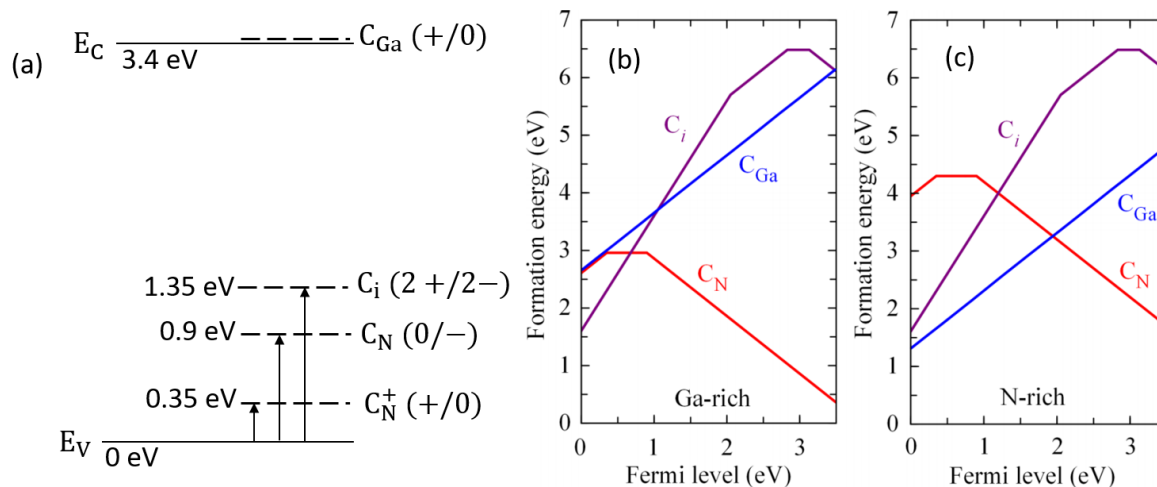 (a)
E_C
3.4 eV
C_Ga (+/0)
1.35 eV
C_i (2 +/2−)
0.9 eV
C_N (0/−)
0.35 eV
C_N^+ (+/0)
E_V
0 eV
(b)
Formation energy (eV)
7
6
5
4
3
2
1
0
C_i
C_Ga
C_N
Ga-rich
0 1 2 3
Fermi level (eV)
(c)
Formation energy (eV)
7
6
5
4
3
2
1
0
C_i
C_Ga
C_N
N-rich
0 1 2 3
Fermi level (eV)